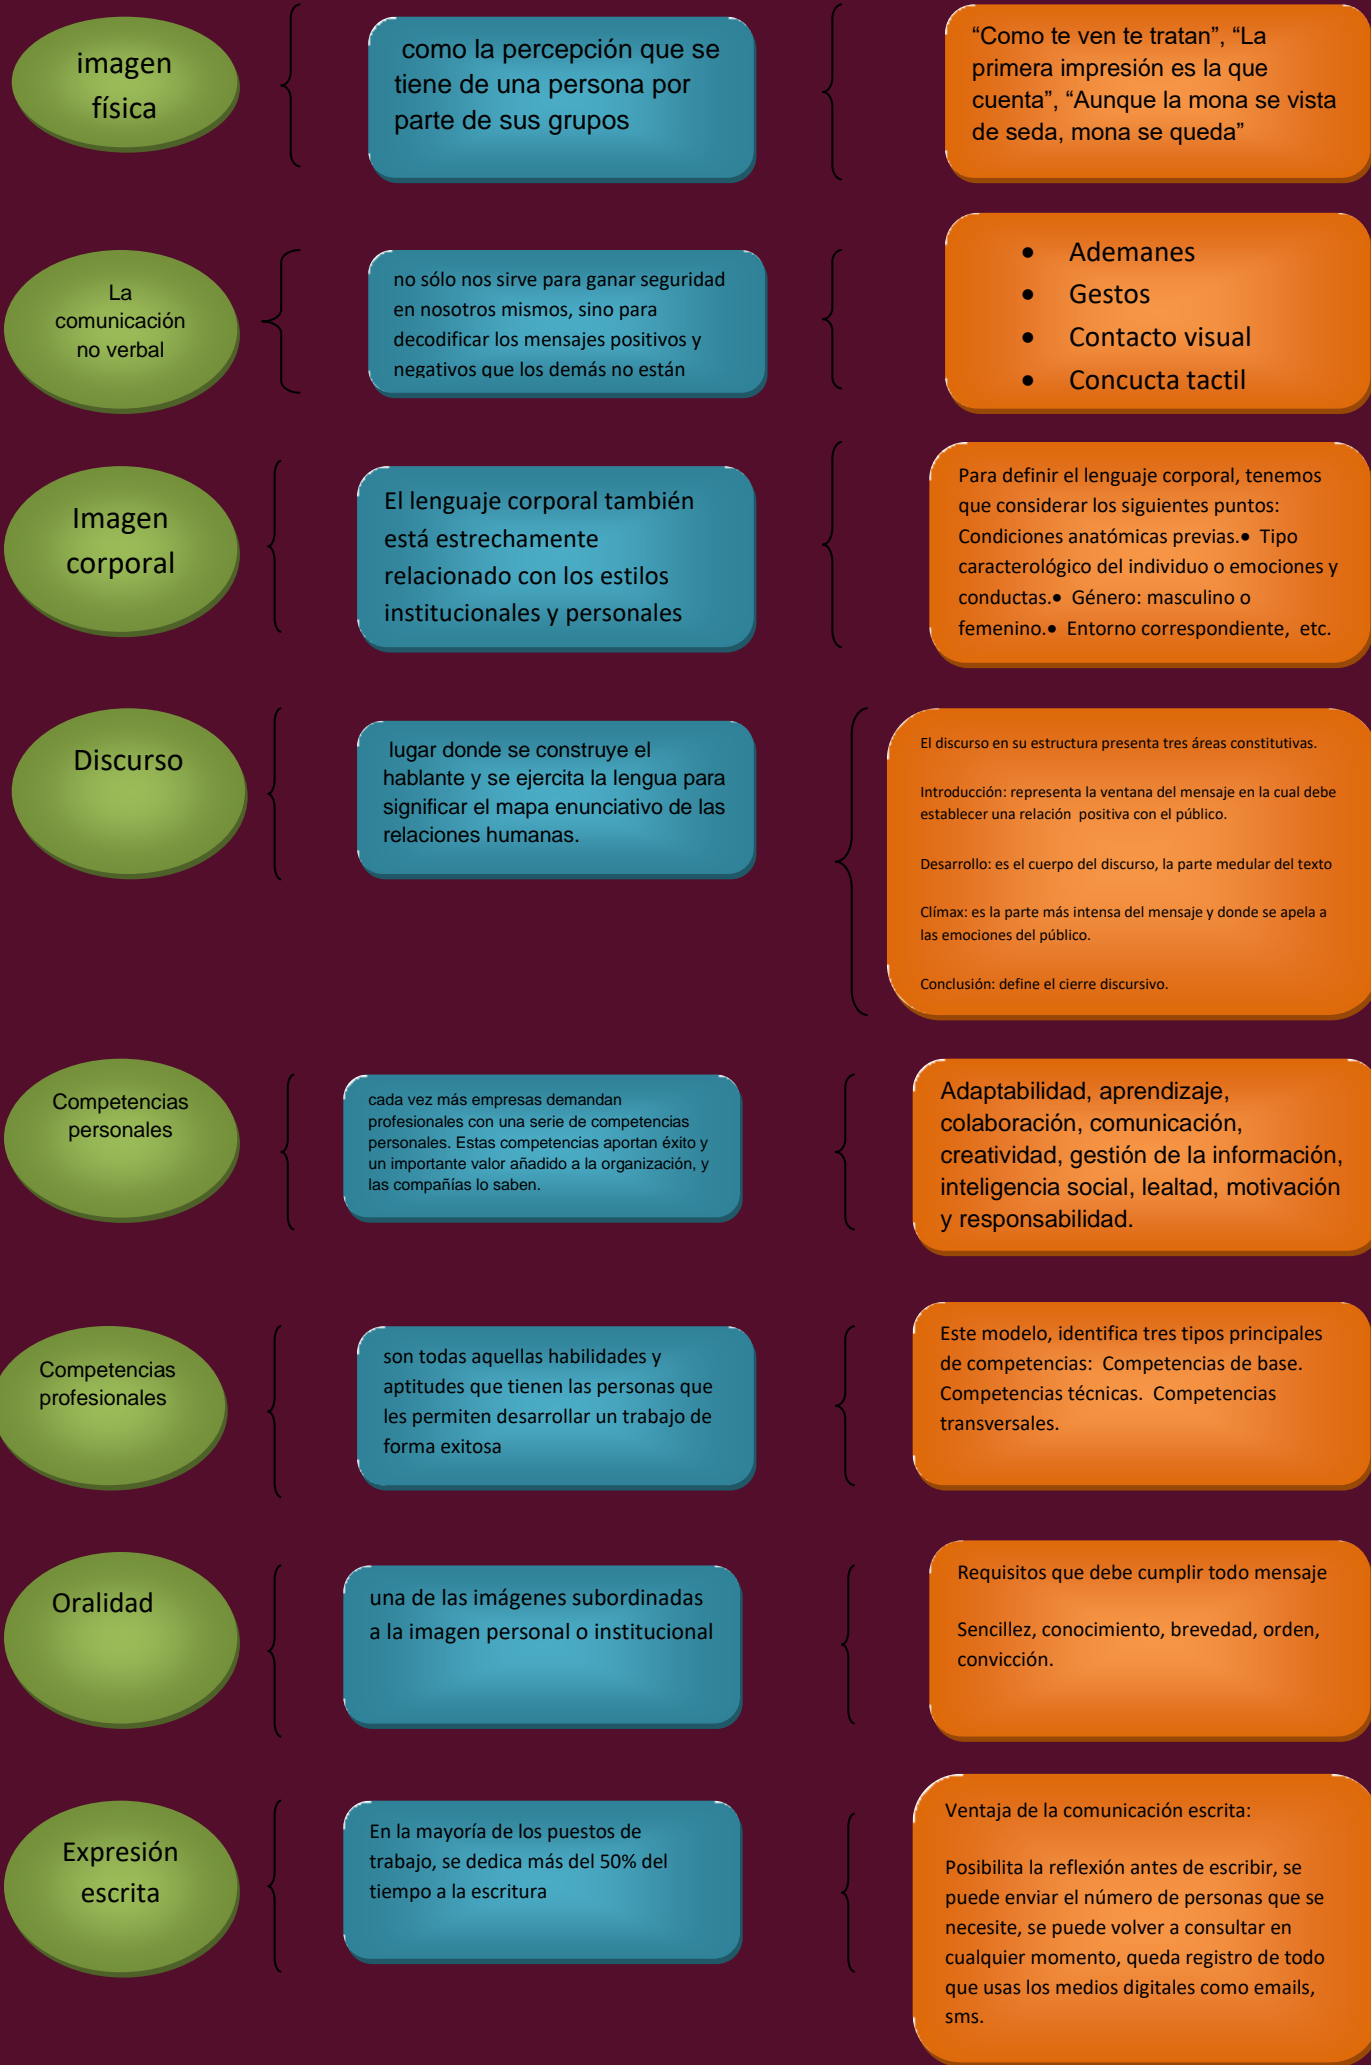 imagen
física
como la percepción que se
tiene de una persona por
parte de sus grupos
“Como te ven te tratan”, “La
primera impresión es la que
cuenta”, “Aunque la mona se vista
de seda, mona se queda”
La
comunicación
no verbal
no sólo nos sirve para ganar seguridad
en nosotros mismos, sino para
decodificar los mensajes positivos y
negativos que los demás no están
• Ademanes
• Gestos
• Contacto visual
• Concucta tactil
Imagen
corporal
El lenguaje corporal también
está estrechamente
relacionado con los estilos
institucionales y personales
Para definir el lenguaje corporal, tenemos
que considerar los siguientes puntos:
Condiciones anatómicas previas.• Tipo
caracterológico del individuo o emociones y
conductas.• Género: masculino o
femenino.• Entorno correspondiente, etc.
Discurso
lugar donde se construye el
hablante y se ejercita la lengua para
significar el mapa enunciativo de las
relaciones humanas.
El discurso en su estructura presenta tres áreas constitutivas.
Introducción: representa la ventana del mensaje en la cual debe
establecer una relación positiva con el público.
Desarrollo: es el cuerpo del discurso, la parte medular del texto
Clímax: es la parte más intensa del mensaje y donde se apela a
las emociones del público.
Conclusión: define el cierre discursivo.
Competencias
personales
cada vez más empresas demandan
profesionales con una serie de competencias
personales. Estas competencias aportan éxito y
un importante valor añadido a la organización, y
las compañías lo saben.
Adaptabilidad, aprendizaje,
colaboración, comunicación,
creatividad, gestión de la información,
inteligencia social, lealtad, motivación
y responsabilidad.
Competencias
profesionales
son todas aquellas habilidades y
aptitudes que tienen las personas que
les permiten desarrollar un trabajo de
forma exitosa
Este modelo, identifica tres tipos principales
de competencias: Competencias de base.
Competencias técnicas. Competencias
transversales.
Oralidad
una de las imágenes subordinadas
a la imagen personal o institucional
Requisitos que debe cumplir todo mensaje
Sencillez, conocimiento, brevedad, orden,
convicción.
Expresión
escrita
En la mayoría de los puestos de
trabajo, se dedica más del 50% del
tiempo a la escritura
Ventaja de la comunicación escrita:
Posibilita la reflexión antes de escribir, se
puede enviar el número de personas que se
necesite, se puede volver a consultar en
cualquier momento, queda registro de todo
que usas los medios digitales como emails,
sms.